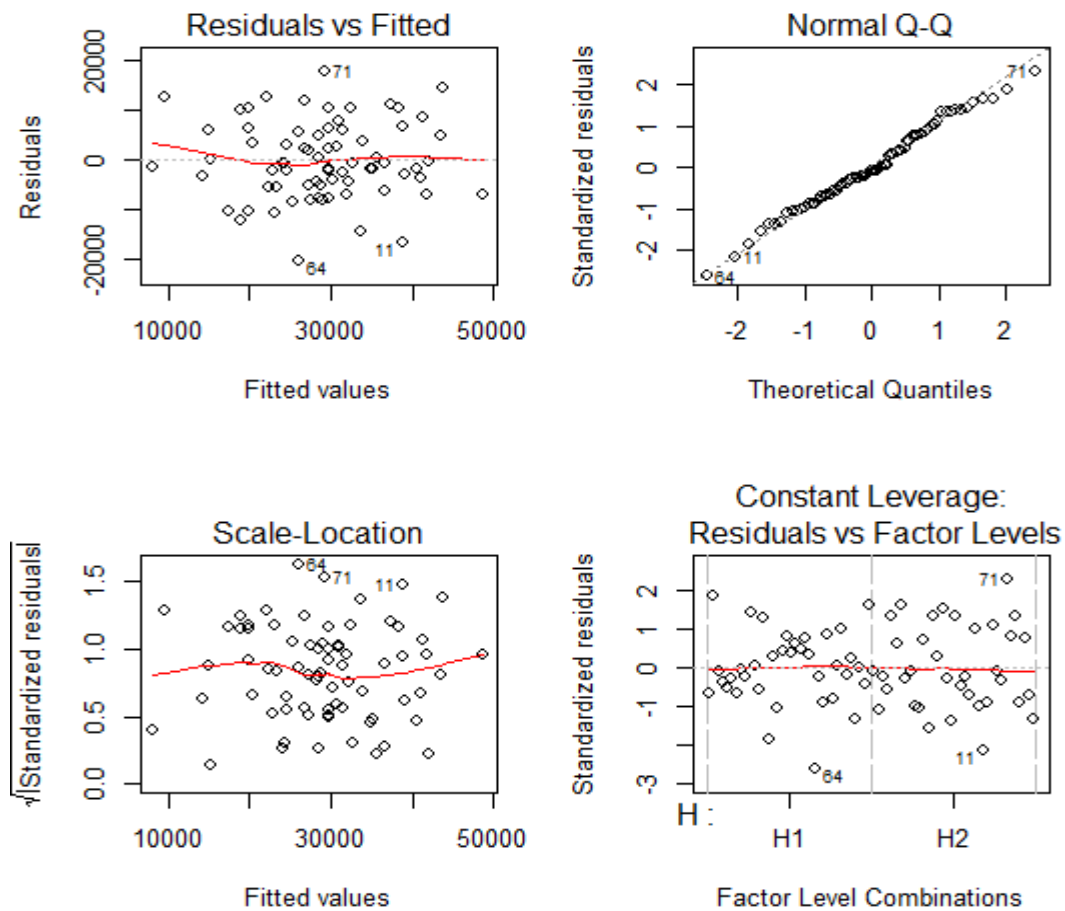 Residuals vs Fitted
Residuals
20000
0
-20000
71
11
64
10000
30000
50000
Fitted values
Normal Q-Q
Standardized residuals
2
1
0
-1
-2
71
11
64
-2
-1
0
1
2
Theoretical Quantiles
Scale-Location
√|Standardized residuals|
1.5
1.0
0.5
0.0
64
71
11
10000
30000
50000
Fitted values
Constant Leverage:
Residuals vs Factor Levels
Standardized residuals
2
1
0
-1
-3
71
11
64
H :
H1
H2
Factor Level Combinations